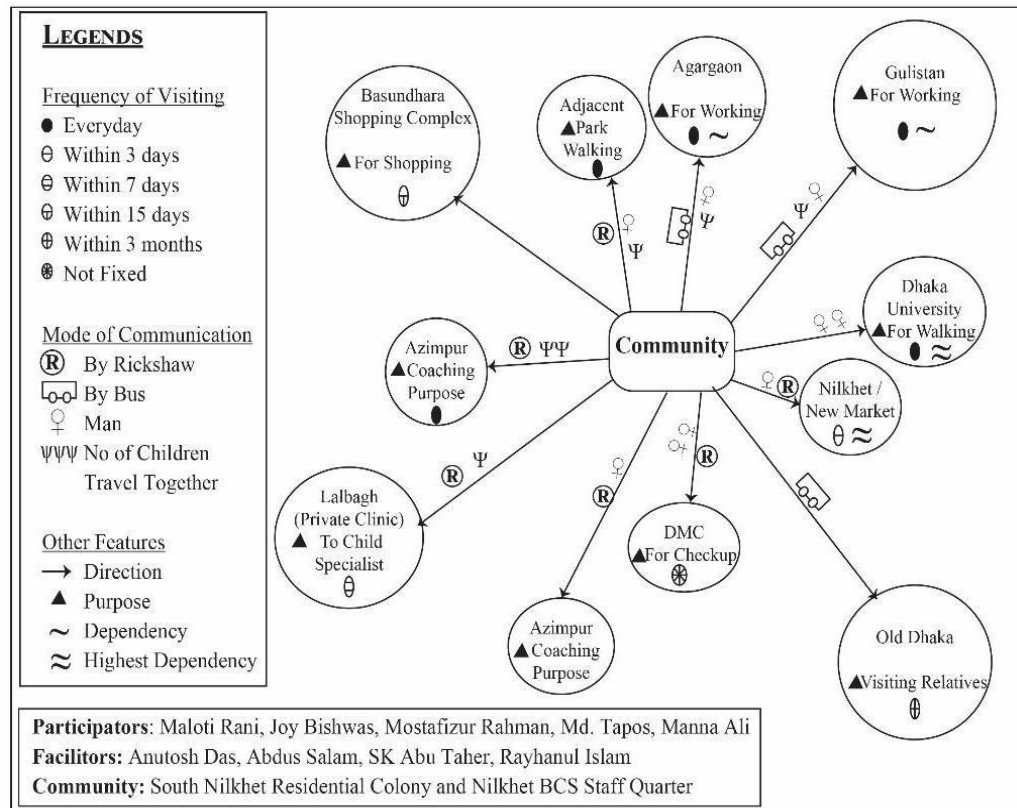 LEGENDS
Frequency of Visiting
Everyday
Within 3 days
Within 7 days
Within 15 days
Within 3 months
Not Fixed
Mode of Communication
R By Rickshaw
By Bus
Man
ΨΨΨ No of Children
Travel Together
Other Features
→ Direction
▲ Purpose
~ Dependency
≈ Highest Dependency
Basundhara
Shopping Complex
▲ For Shopping
Adjacent
▲ Park
Walking
Agargaon
▲ For Working
~
Gulistan
▲ For Working
~
R
Ψ
Ψ
Ψ
Community
Dhaka
University
▲ For Walking
≈
Azimpur
▲ Coaching
Purpose
R ΨΨ
R
Nilkhet /
New Market
≈
R Ψ
Lalbagh
(Private Clinic)
▲ To Child
Specialist
R
R
DMC
▲ For Checkup
Azimpur
▲ Coaching
Purpose
Old Dhaka
▲ Visiting Relatives
Participators: Maloti Rani, Joy Bishwas, Mostafizur Rahman, Md. Tapos, Manna Ali
Facilitors: Anutosh Das, Abdus Salam, SK Abu Taher, Rayhanul Islam
Community: South Nilkhet Residential Colony and Nilkhet BCS Staff Quarter